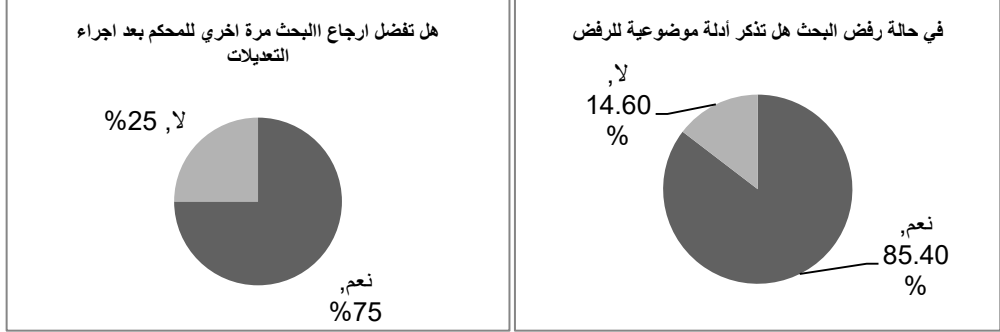 في حالة رفض البحث هل تذكر أدلة موضوعية للرفض
لا,
14.60
%
نعم,
85.40
%
هل تفضل ارجاع االبحث مرة اخري للمحكم بعد اجراء
التعديلات
لا, 25%
نعم,
75%